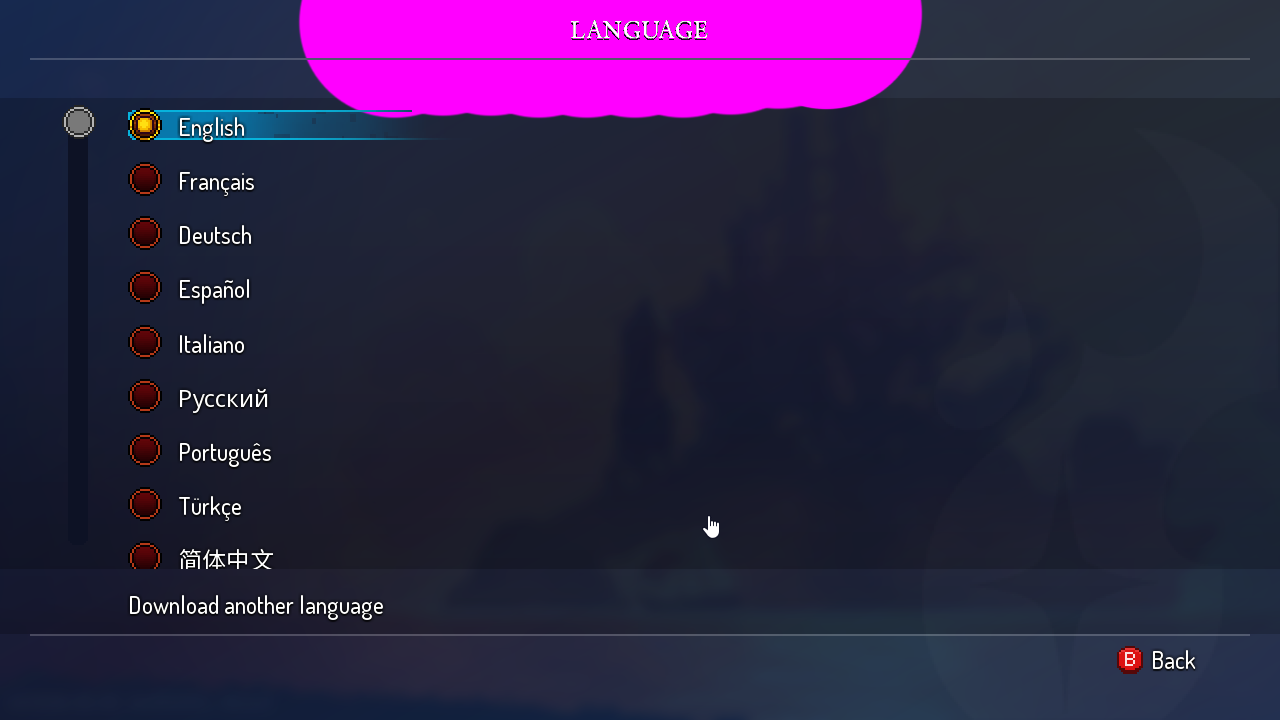 LANGUAGE
English
Français
Deutsch
Español
Italiano
Русский
Português
Türkçe
简体中文
Download another language
B Back